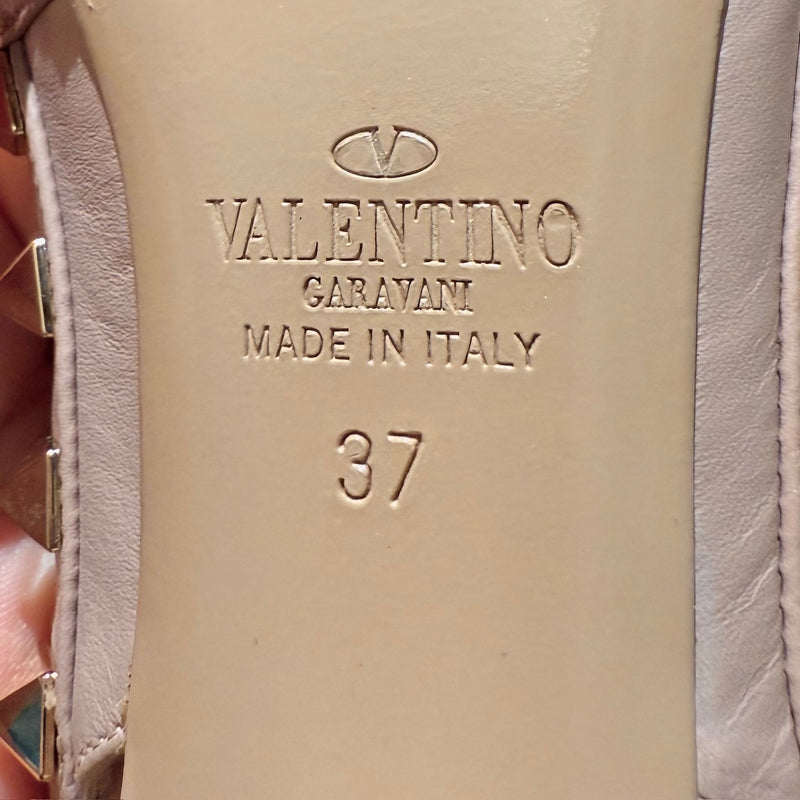 V
VALENTINO
GARAVANI
MADE IN ITALY
37